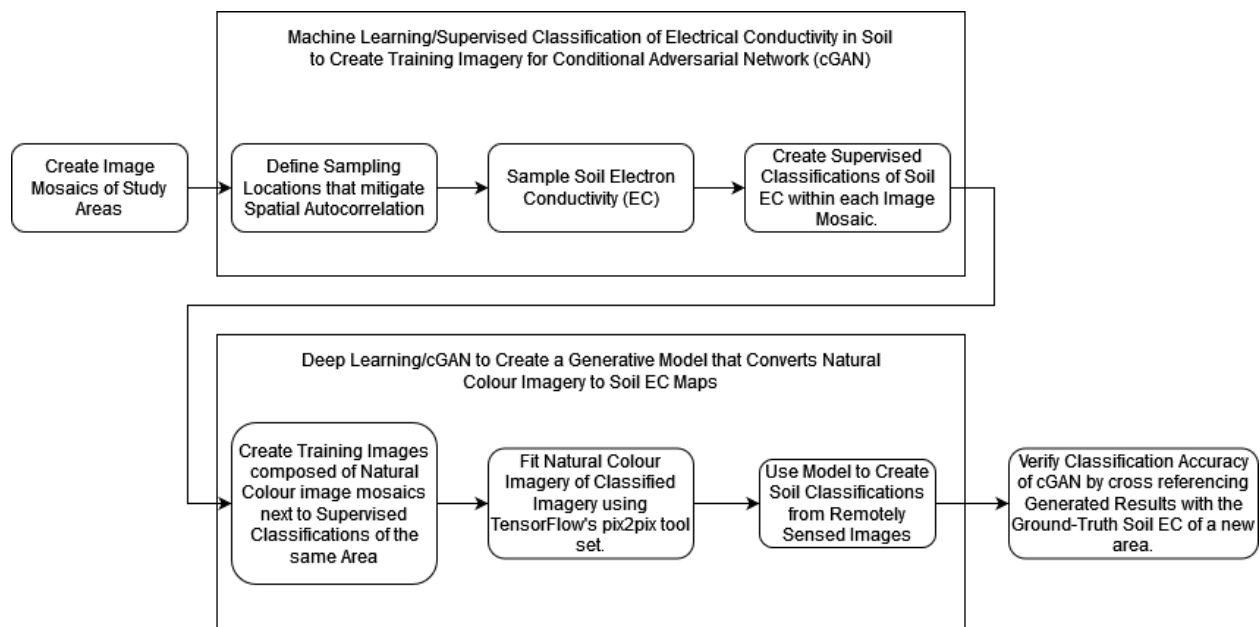 Machine Learning/Supervised Classification of Electrical Conductivity in Soil
to Create Training Imagery for Conditional Adversarial Network (cGAN)
Create Image
Mosaics of Study
Areas
Define Sampling
Locations that mitigate
Spatial Autocorrelation
Sample Soil Electron
Conductivity (EC)
Create Supervised
Classifications of Soil
EC within each Image
Mosaic.
Deep Learning/cGAN to Create a Generative Model that Converts Natural
Colour Imagery to Soil EC Maps
Create Training Images
composed of Natural
Colour image mosaics
next to Supervised
Classifications of the
same Area
Fit Natural Colour
Imagery of Classified
Imagery using
TensorFlow's pix2pix tool
set.
Use Model to Create
Soil Classifications
from Remotely
Sensed Images
Verify Classification Accuracy
of cGAN by cross referencing
Generated Results with the
Ground-Truth Soil EC of a new
area.